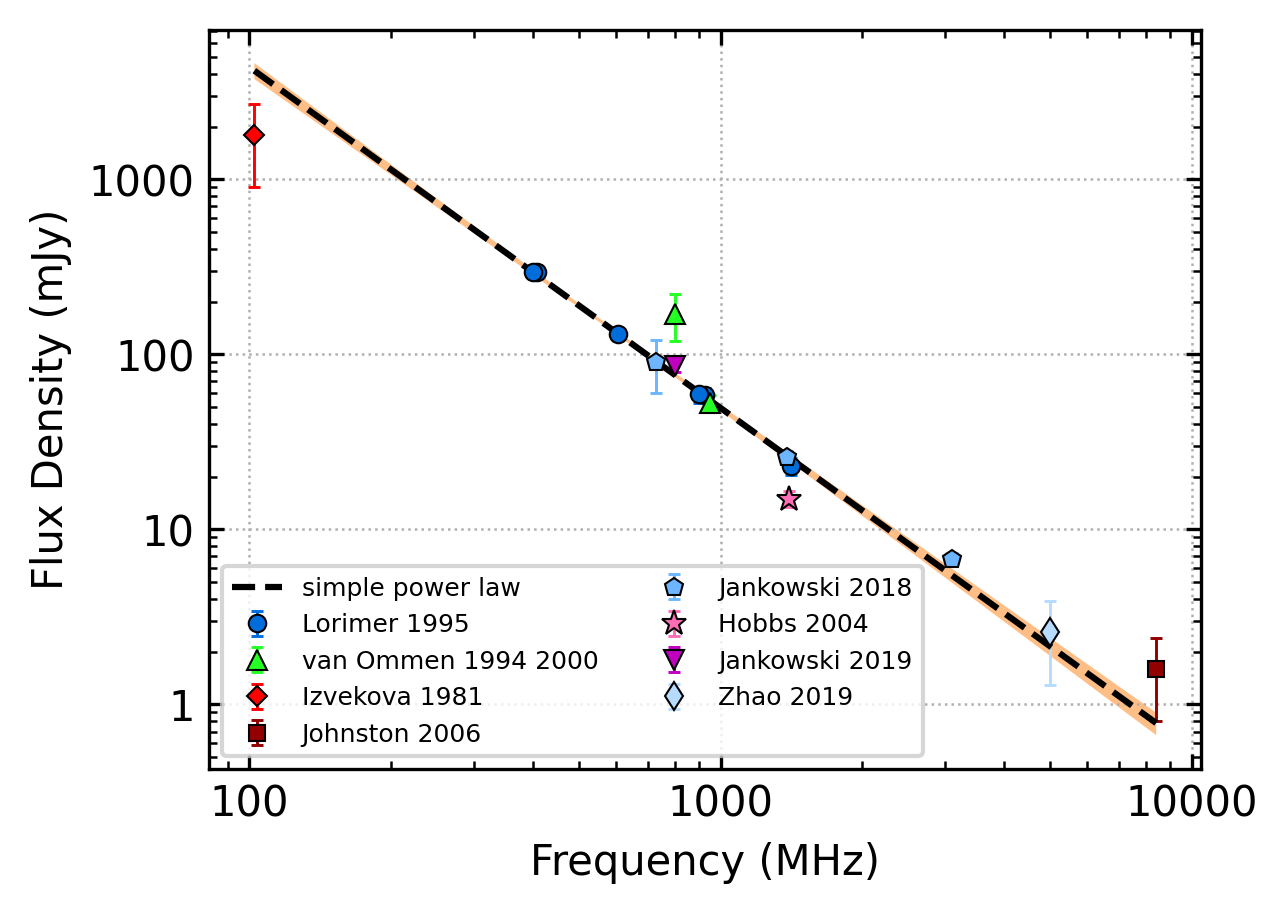 1000
100
10
1
Flux Density (mJy)
simple power law
Lorimer 1995
van Ommen 1994 2000
Izvekova 1981
Johnston 2006
Jankowski 2018
Hobbs 2004
Jankowski 2019
Zhao 2019
100
1000
10000
Frequency (MHz)